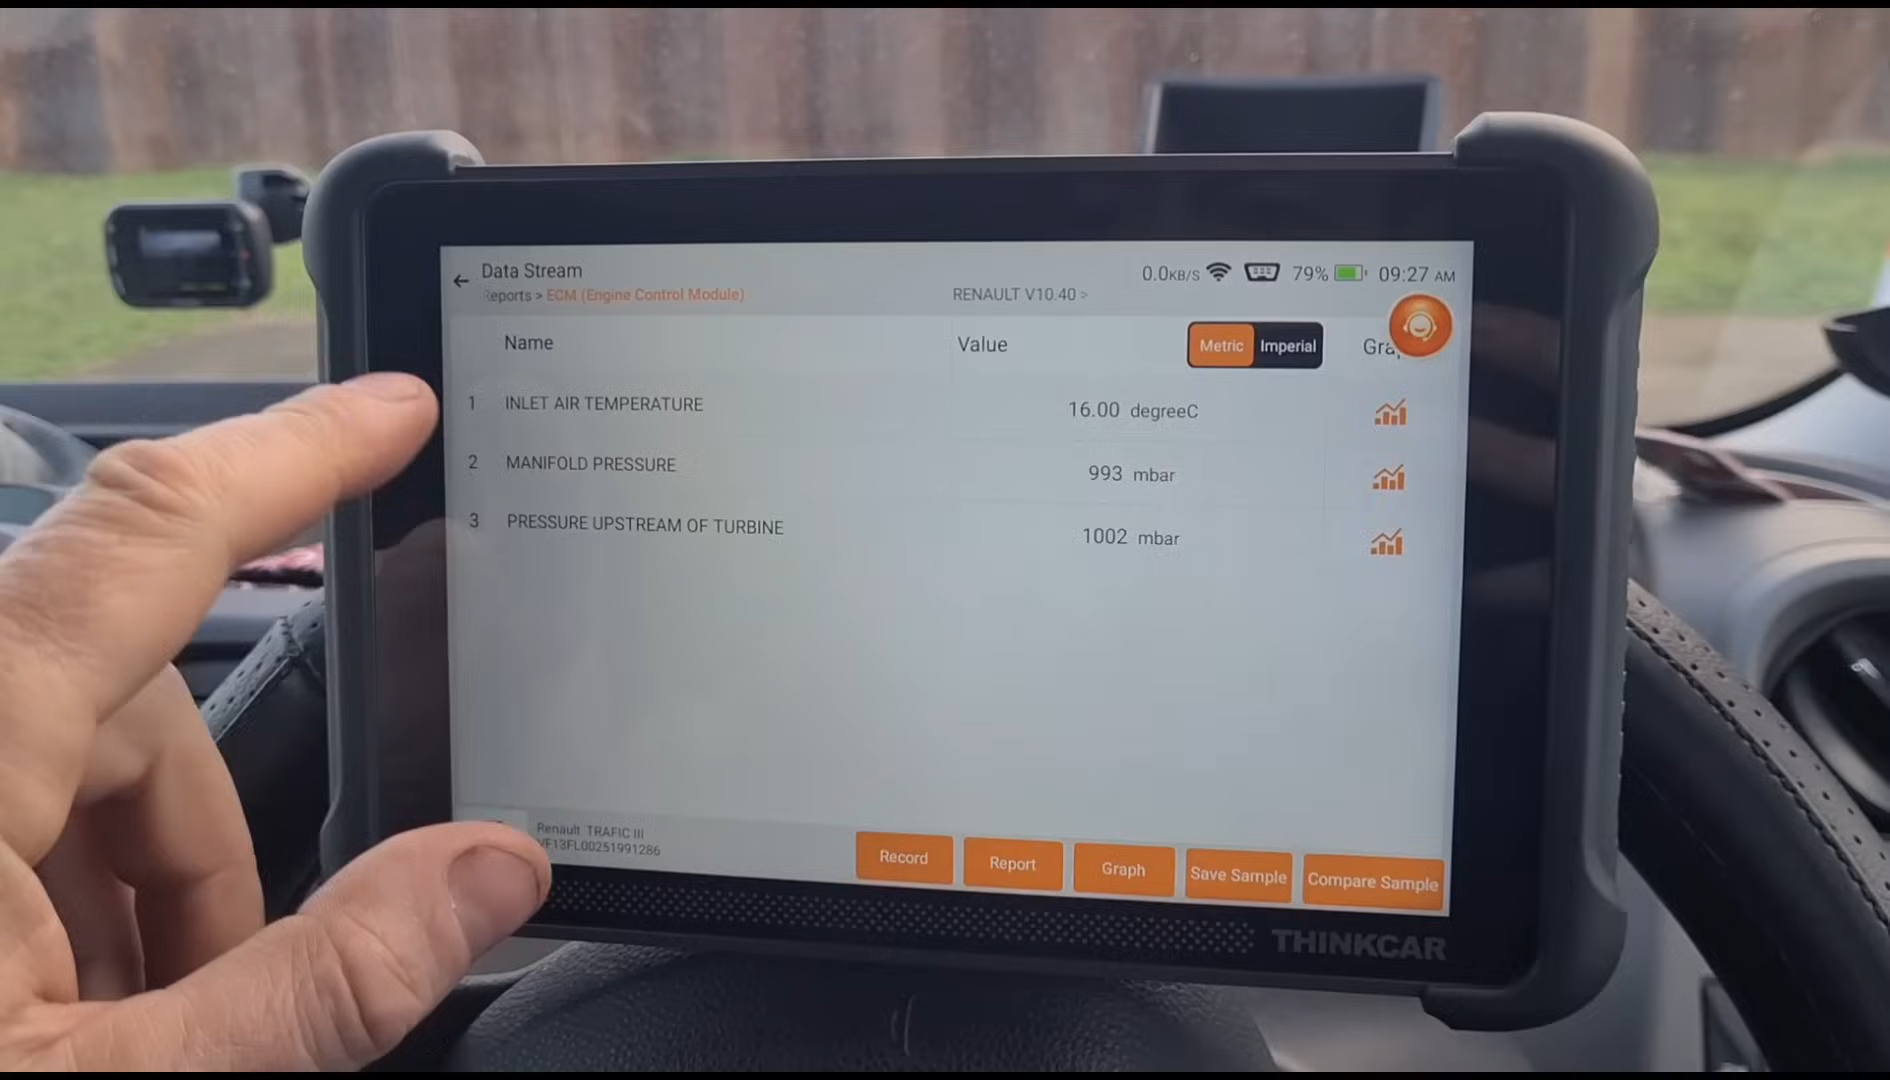 Data Stream
0.0KB/S 79% 09:27 AM
Reports > ECM (Engine Control Module)
RENAULT V10.40 >
Name Value Metric Imperial
1 INLET AIR TEMPERATURE 16.00 degreeC
2 MANIFOLD PRESSURE 993 mbar
3 PRESSURE UPSTREAM OF TURBINE 1002 mbar
Renault TRAFIC III
VF13FL00251991286
Record Report Graph Save Sample Compare Sample
THINKCAR